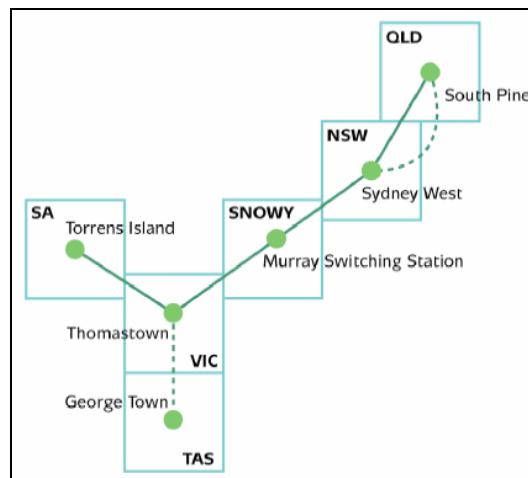 QLD
South Pine
NSW
Sydney West
SA
Torrens Island
SNOWY
Murray Switching Station
Thomastown
VIC
George Town
TAS